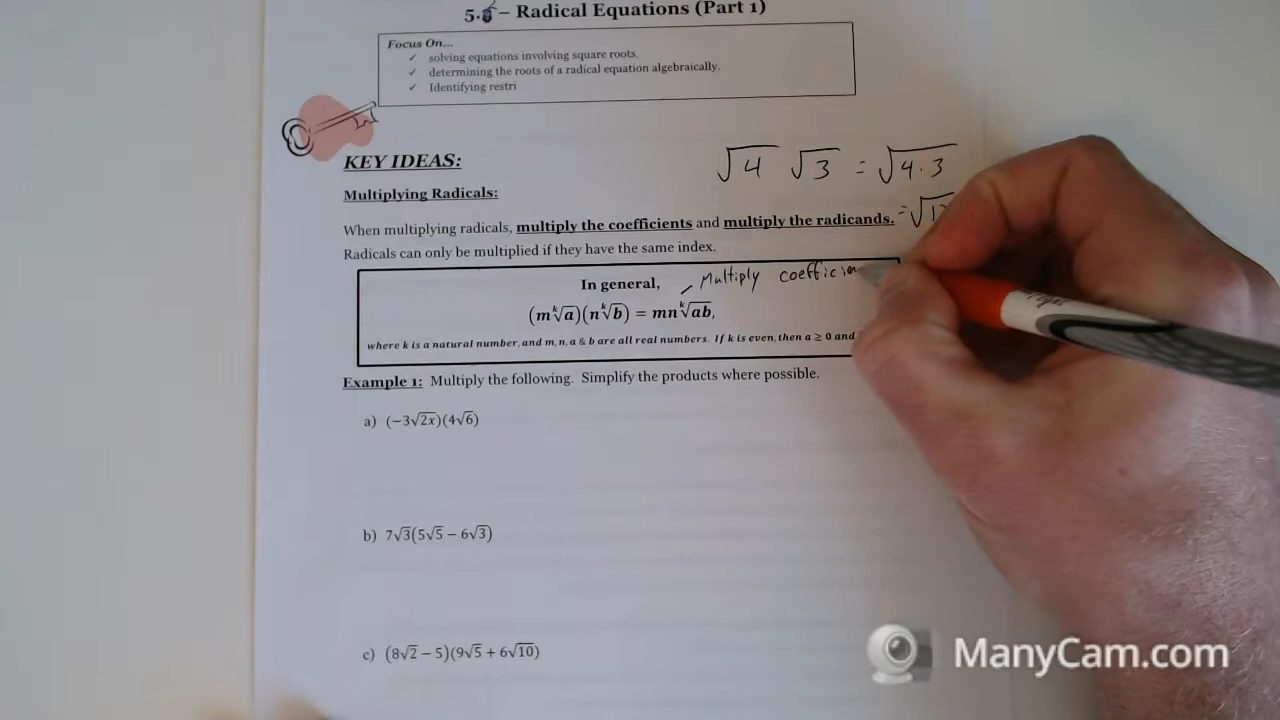 5.6 – Radical Equations (Part 1)
Focus On...
✓ solving equations involving square roots.
✓ determining the roots of a radical equation algebraically.
✓ Identifying restri
KEY IDEAS:
√4 √3 = √4·3
Multiplying Radicals:
When multiplying radicals, multiply the coefficients and multiply the radicands. = √12
Radicals can only be multiplied if they have the same index.
In general, Multiply coefficien
(m ᵏ√a)(n ᵏ√b) = mn ᵏ√ab,
where k is a natural number, and m, n, a & b are all real numbers. If k is even, then a ≥ 0 and
Example 1: Multiply the following. Simplify the products where possible.
a) (−3√2x)(4√6)
b) 7√3(5√5 − 6√3)
c) (8√2 − 5)(9√5 + 6√10)
ManyCam.com